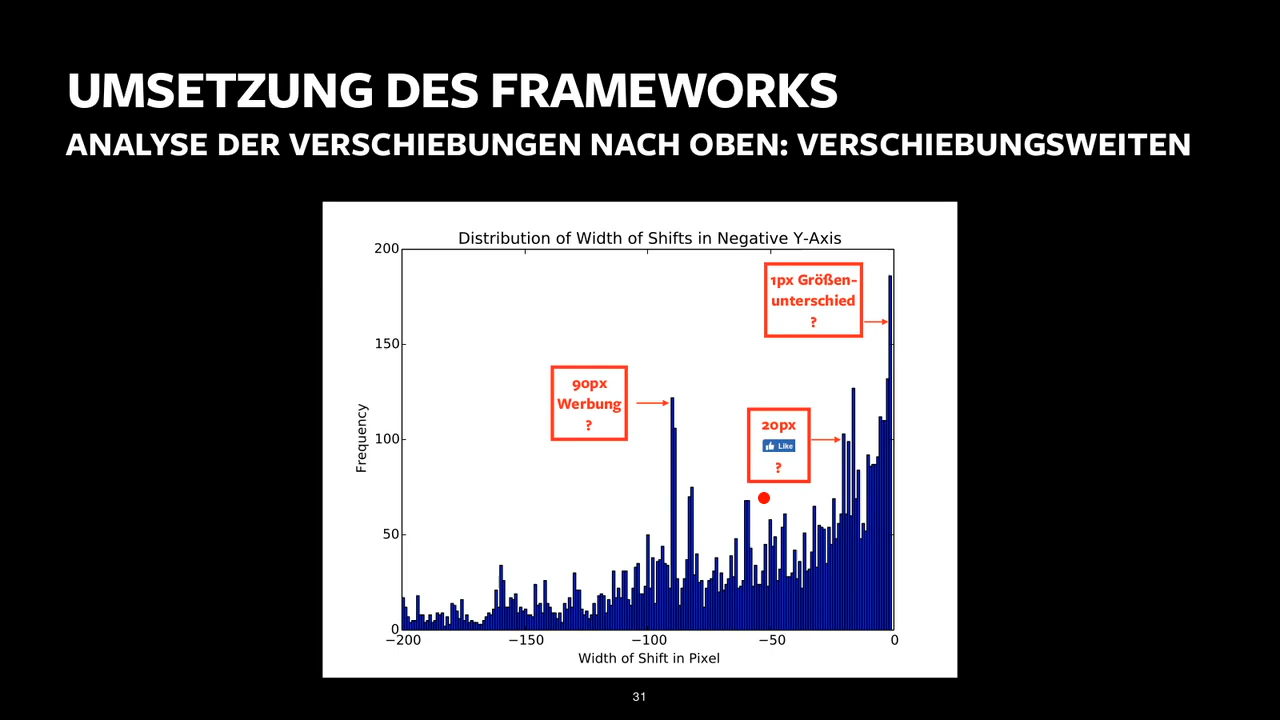 UMSETZUNG DES FRAMEWORKS
ANALYSE DER VERSCHIEBUNGEN NACH OBEN: VERSCHIEBUNGSWEITEN
Distribution of Width of Shifts in Negative Y-Axis
200
150
100
50
0
Frequency
1px Größen-
unterschied
?
90px
Werbung
?
20px
Like
?
−200
−150
−100
−50
0
Width of Shift in Pixel
31